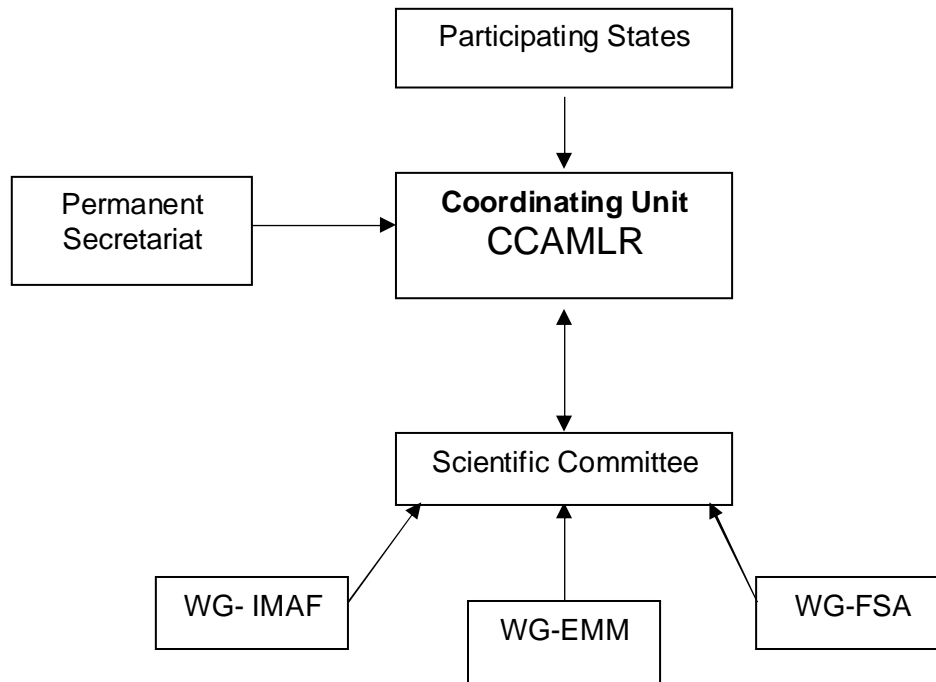 Participating States
Permanent
Secretariat
Coordinating Unit
CCAMLR
Scientific Committee
WG- IMAF
WG-EMM
WG-FSA